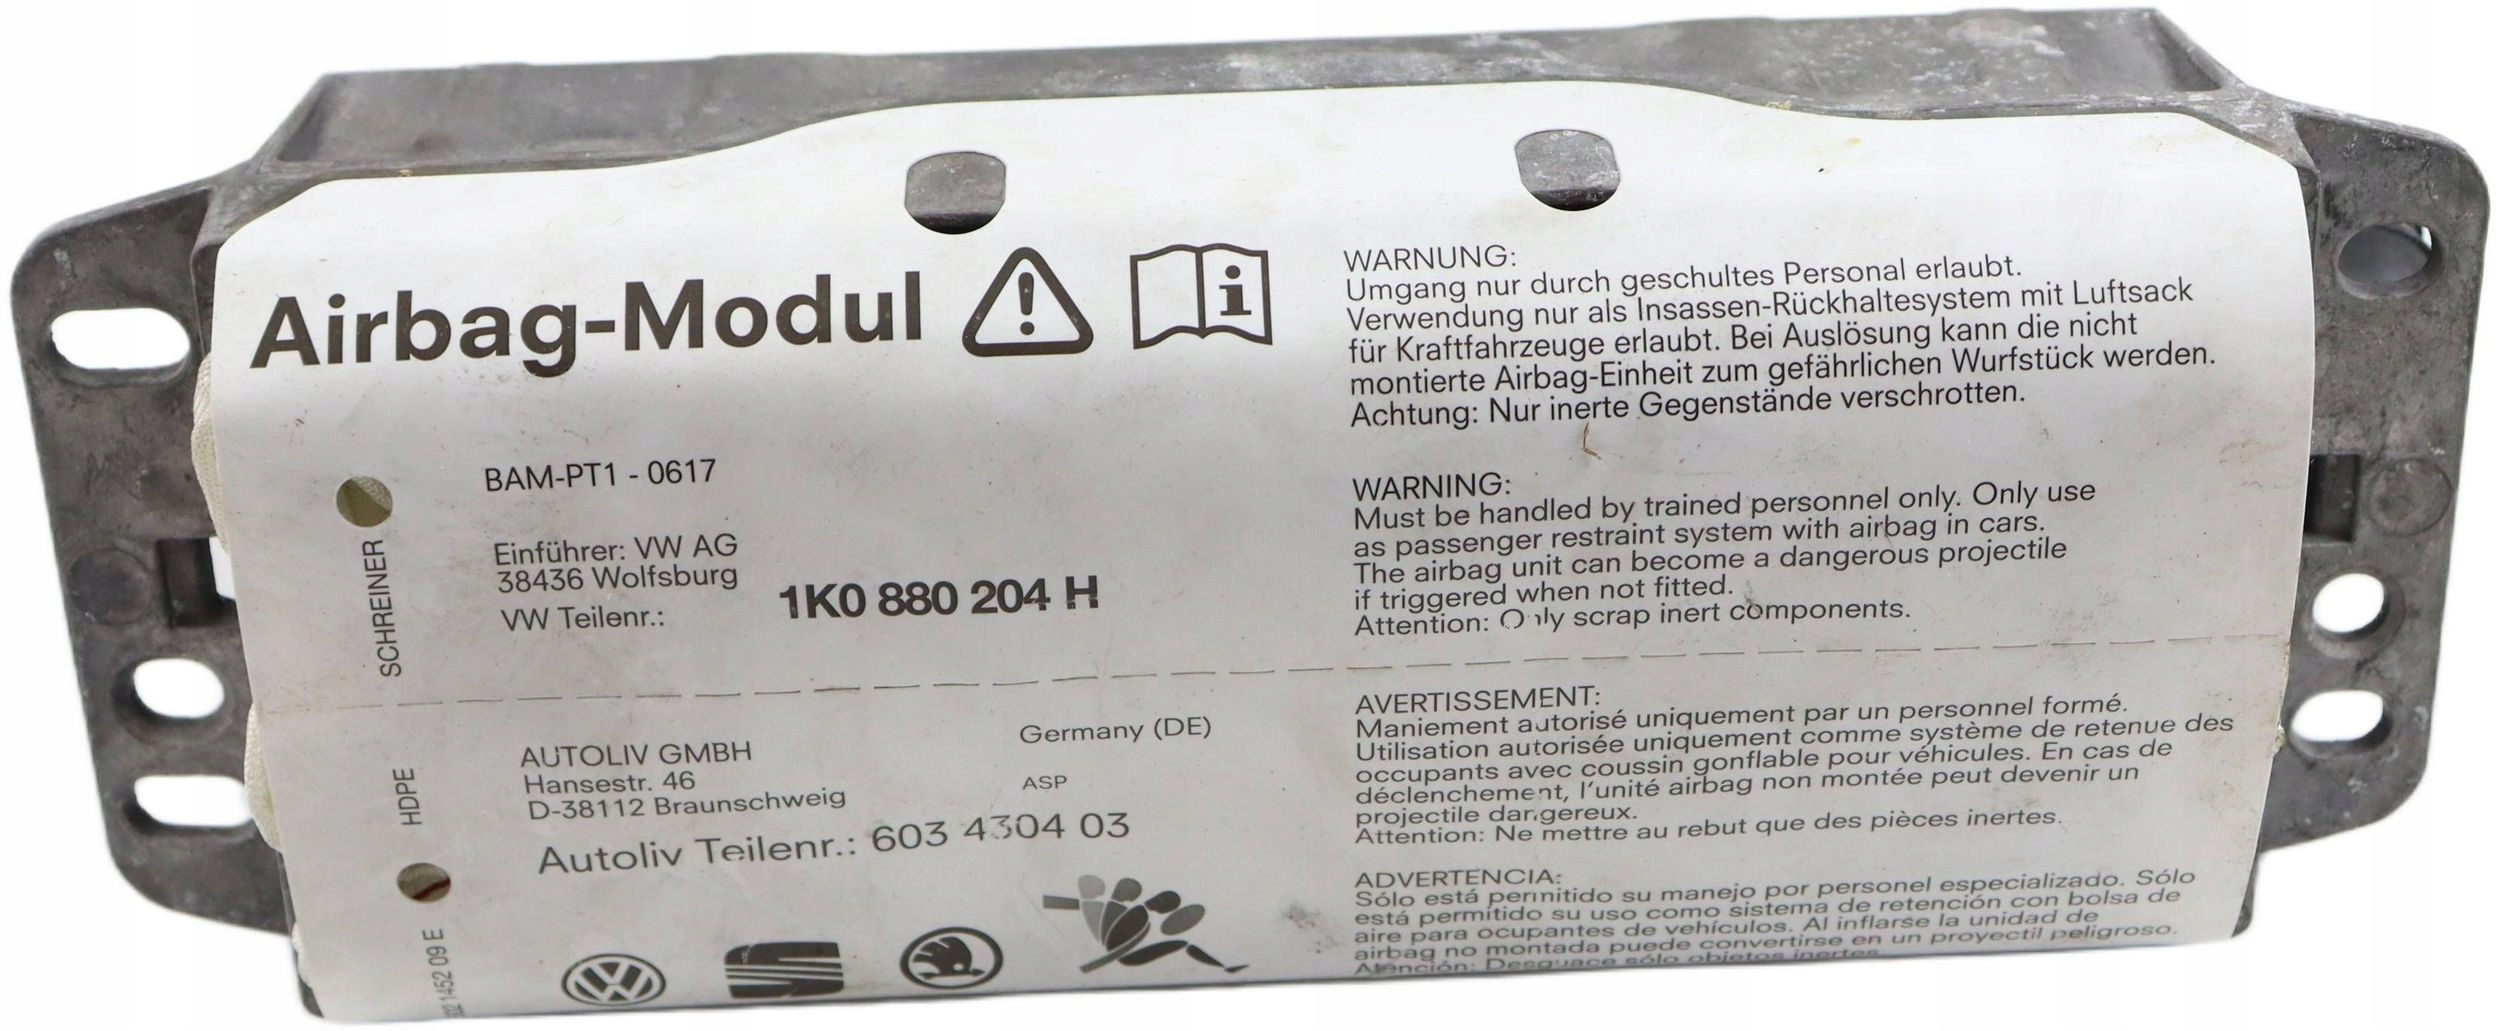 Airbag-Modul
BAM-PT1 - 0617
Einführer: VW AG
38436 Wolfsburg
VW Teilenr.:
1K0 880 204 H
SCHREINER
HDPE
1452 09 E
AUTOLIV GMBH
Hansestr. 46
D-38112 Braunschweig
Germany (DE)
ASP
Autoliv Teilenr.: 603 4304 03
WARNUNG:
Umgang nur durch geschultes Personal erlaubt.
Verwendung nur als Insassen-Rückhaltesystem mit Luftsack
für Kraftfahrzeuge erlaubt. Bei Auslösung kann die nicht
montierte Airbag-Einheit zum gefährlichen Wurfstück werden.
Achtung: Nur inerte Gegenstände verschrotten.
WARNING:
Must be handled by trained personnel only. Only use
as passenger restraint system with airbag in cars.
The airbag unit can become a dangerous projectile
if triggered when not fitted.
Attention: Only scrap inert components.
AVERTISSEMENT:
Maniement autorisé uniquement par un personnel formé.
Utilisation autorisée uniquement comme système de retenue des
occupants avec coussin gonflable pour véhicules. En cas de
déclenchement, l'unité airbag non montée peut devenir un
projectile dangereux.
Attention: Ne mettre au rebut que des pièces inertes.
ADVERTENCIA:
Sólo está permitido su manejo por personel especializado. Sólo
está permitido su uso como sistema de retención con bolsa de
aire para ocupantes de vehículos. Al inflarse la unidad de
airbag no montada puede convertirse en un proyectil peligroso.
Atención: Desguace sólo objetos inertes.